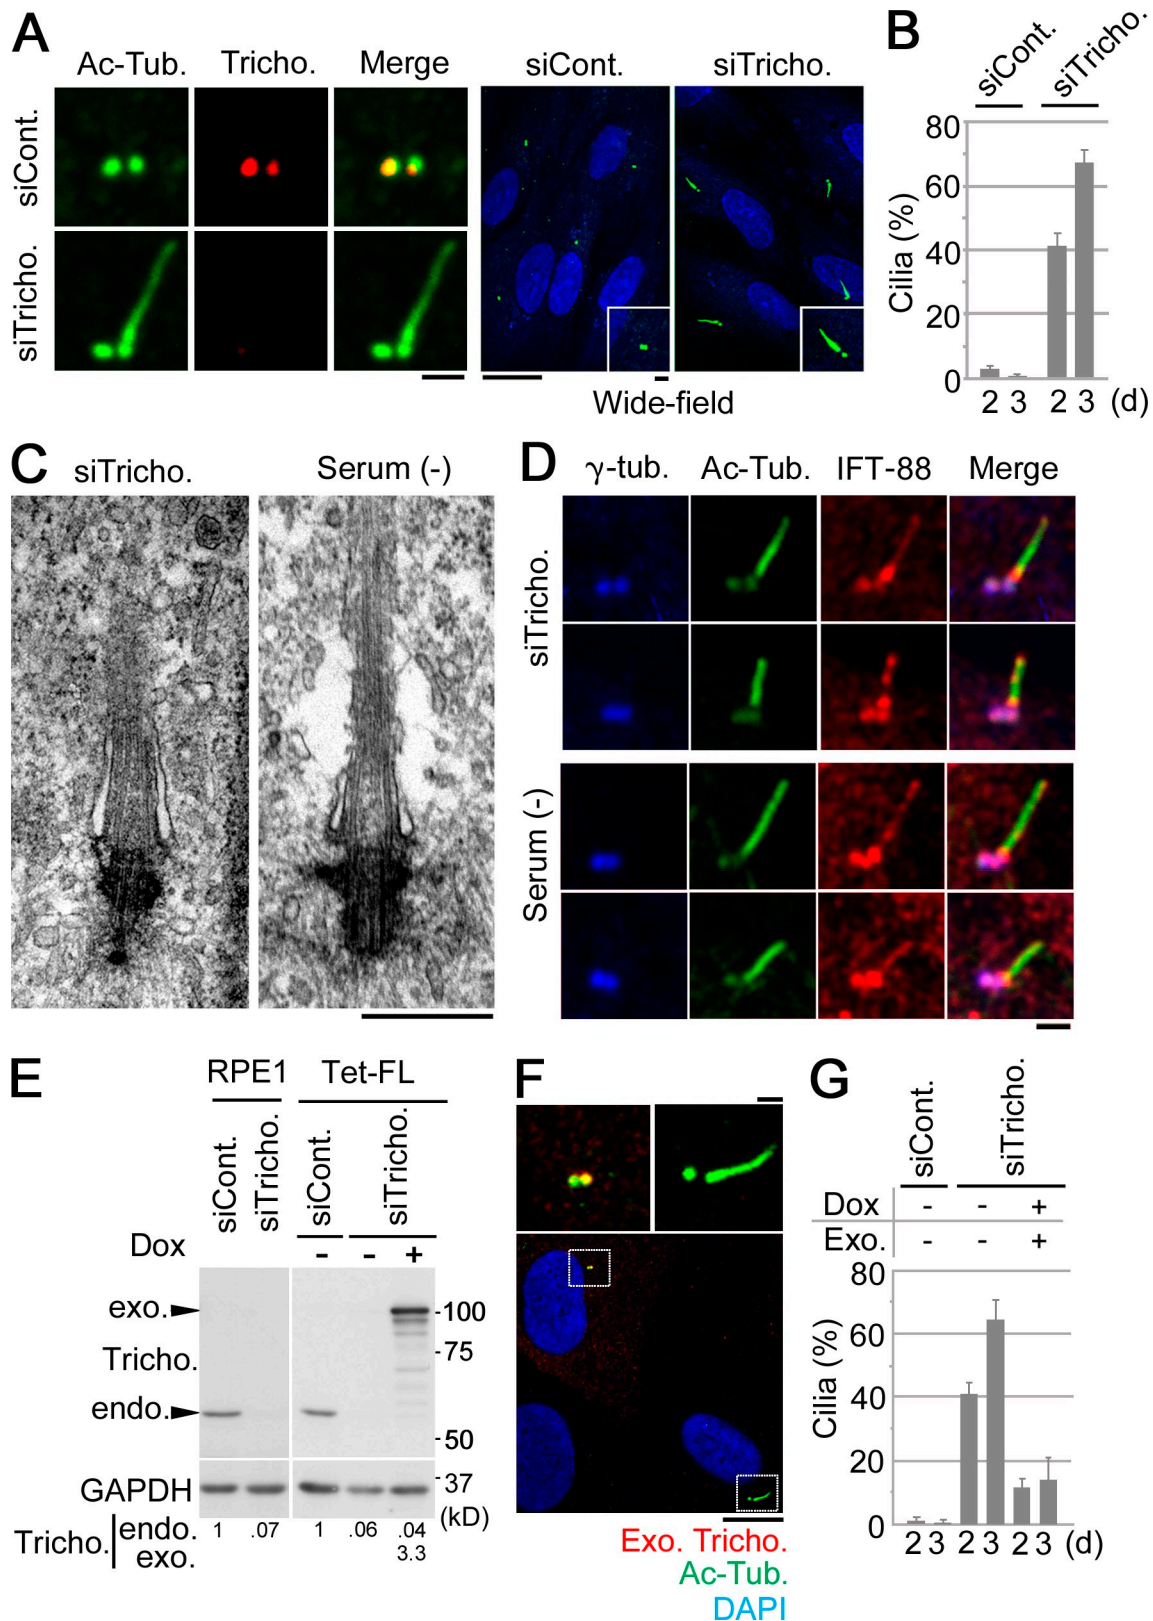 A
Ac-Tub. Tricho. Merge siCont. siTricho.
siCont.
siTricho.
Wide-field
B
siCont. siTricho.
Cilia (%)
80
60
40
20
0
2 3 2 3 (d)
C
siTricho. Serum (-)
D
γ-tub. Ac-Tub. IFT-88 Merge
siTricho.
Serum (-)
E
RPE1 Tet-FL
siCont. siTricho. siCont. siTricho.
Dox - - +
exo. -100
Tricho. -75
endo.
-50
GAPDH -37
(kD)
Tricho. endo. 1 .07 1 .06 .04
exo. 3.3
F
Exo. Tricho.
Ac-Tub.
DAPI
G
siCont. siTricho.
Dox - - +
Exo. - - +
Cilia (%)
80
60
40
20
0
2 3 2 3 2 3 (d)